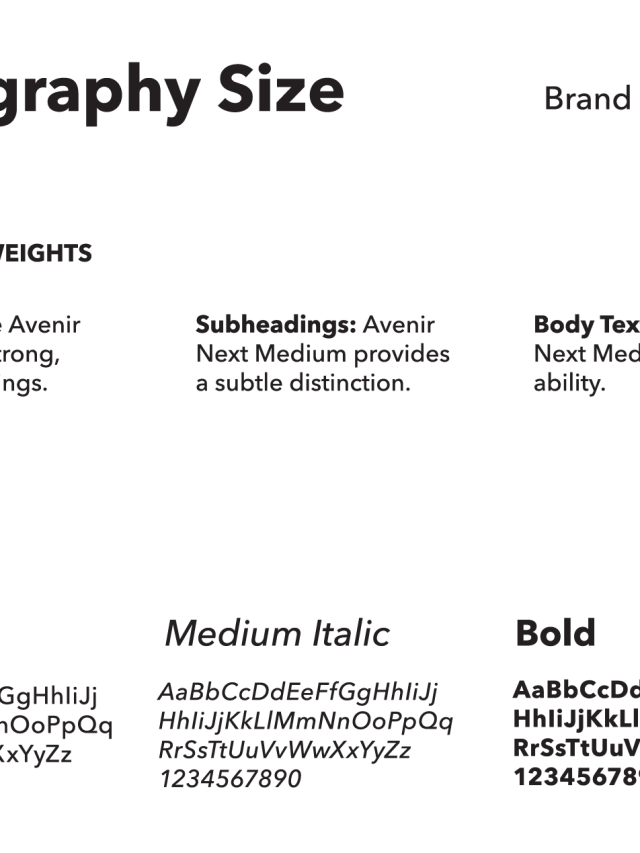 graphy Size
Brand
WEIGHTS
e Avenir
trong,
ings.
Subheadings: Avenir
Next Medium provides
a subtle distinction.
Body Tex
Next Med
ability.
GgHhIiJj
nOoPpQq
XxYyZz
Medium Italic
AaBbCcDdEeFfGgHhIiJj
HhIiJjKkLlMmNnOoPpQq
RrSsTtUuVvWwXxYyZz
1234567890
Bold
AaBbCcDd
HhIiJjKkLl
RrSsTtUuV
123456789